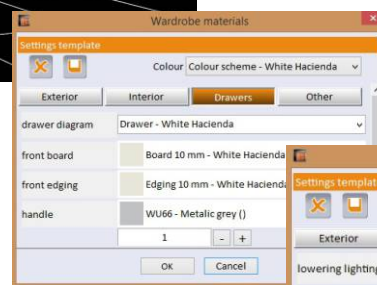 Wardrobe materials
Settings template
Colour Colour scheme - White Hacienda
Exterior Interior Drawers Other
drawer diagram Drawer - White Hacienda
front board Board 10 mm - White Hacienda
front edging Edging 10 mm - White Hacienda
handle WU66 - Metalic grey ()
1 - +
OK Cancel
Settings templat
Exterior
lowering lighting